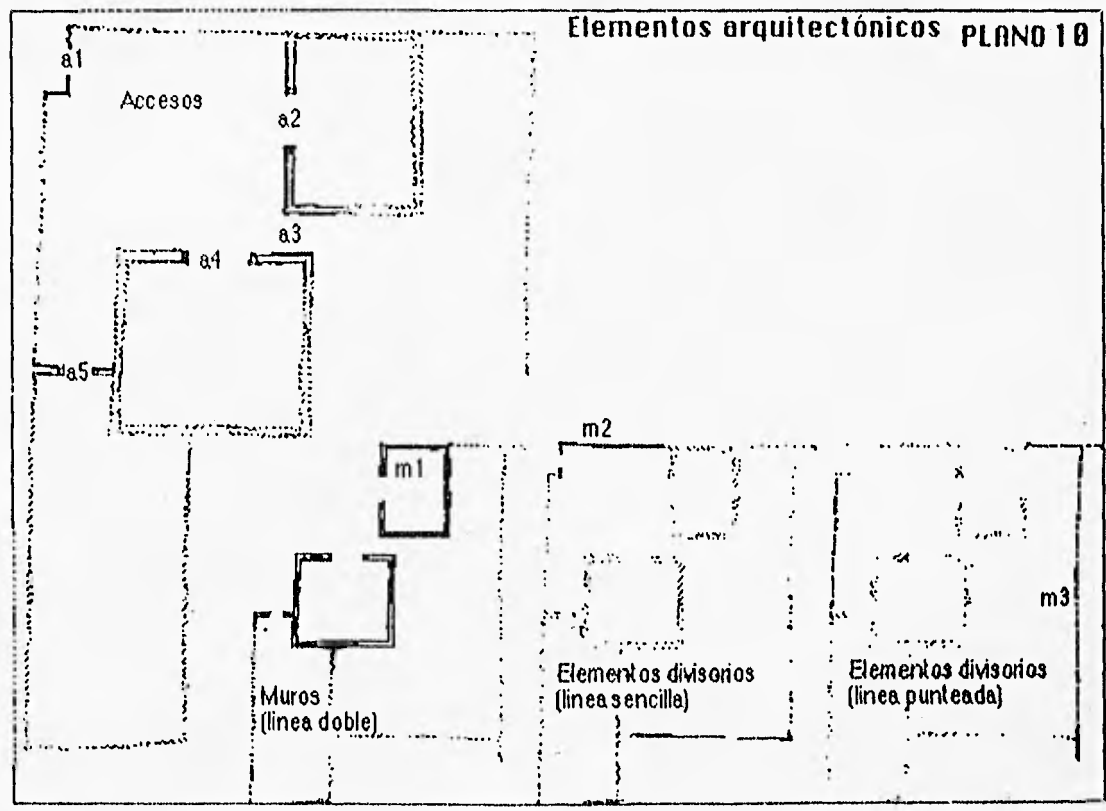 Elementos arquitectónicos PLANO 10
a1
Accesos
a2
a3
a4
a5
m2
m1
m3
Muros
(linea doble)
Elementos divisorios
(linea sencilla)
Elementos divisorios
(linea punteada)